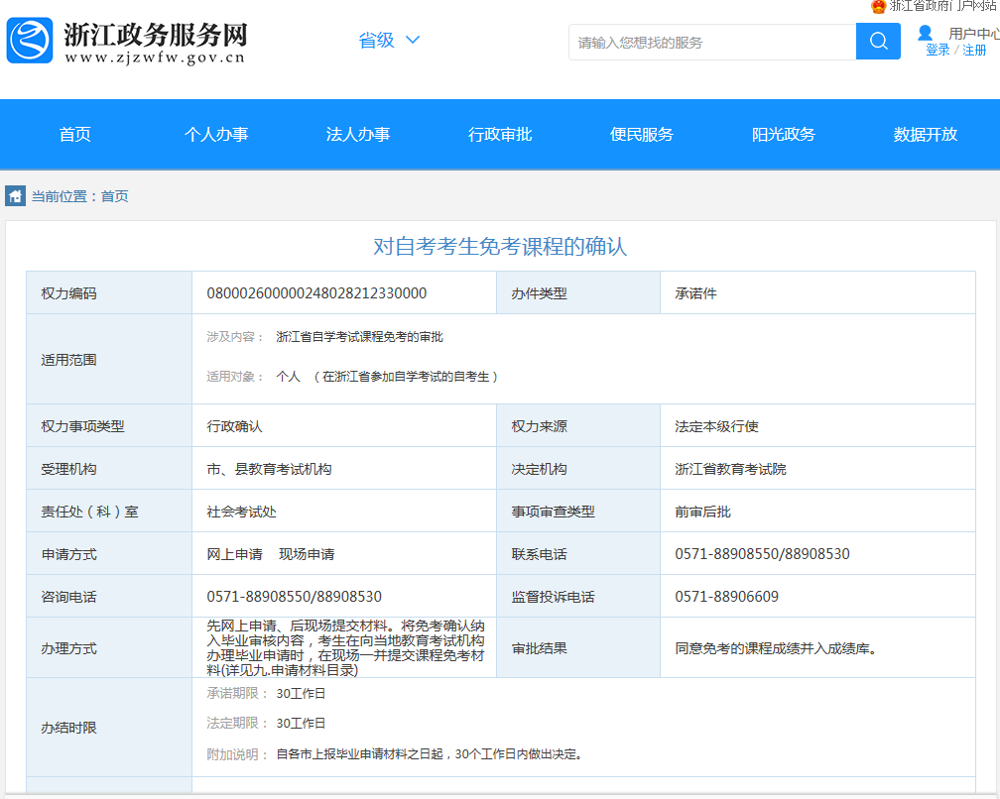 浙江省政府门户网站
浙江政务服务网
www.zjzwfw.gov.cn
省级
请输入您想找的服务
用户中心
登录 / 注册
首页 个人办事 法人办事 行政审批 便民服务 阳光政务 数据开放
当前位置：首页
对自考考生免考课程的确认
权力编码 080002600000248028212330000 办件类型 承诺件
适用范围
涉及内容： 浙江省自学考试课程免考的审批
适用对象： 个人 （在浙江省参加自学考试的自考生）
权力事项类型 行政确认 权力来源 法定本级行使
受理机构 市、县教育考试机构 决定机构 浙江省教育考试院
责任处（科）室 社会考试处 事项审查类型 前审后批
申请方式 网上申请 现场申请 联系电话 0571-88908550/88908530
咨询电话 0571-88908550/88908530 监督投诉电话 0571-88906609
办理方式
先网上申请、后现场提交材料。将免考确认纳
入毕业审核内容，考生在向当地教育考试机构
办理毕业申请时，在现场一并提交课程免考材
料(详见九.申请材料目录)
审批结果 同意免考的课程成绩并入成绩库。
办结时限
承诺期限： 30工作日
法定期限： 30工作日
附加说明： 自各市上报毕业申请材料之日起，30个工作日内做出决定。